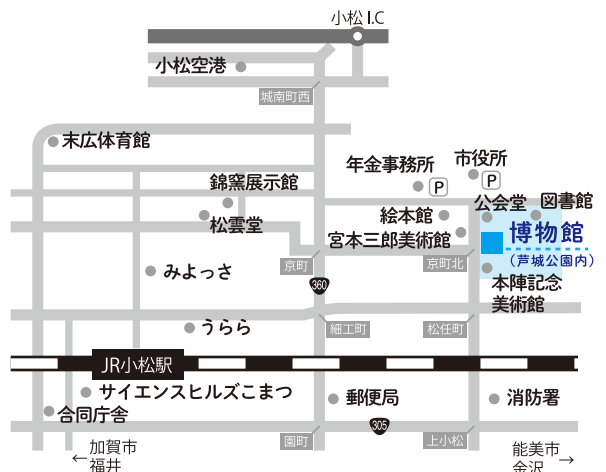 小松 I.C
小松空港
城南町西
末広体育館
年金事務所
P
市役所
P
錦窯展示館
松雲堂
絵本館
宮本三郎美術館
公会堂
図書館
博物館
(芦城公園内)
京町
京町北
みよっさ
360
本陣記念
美術館
うらら
細工町
松任町
JR小松駅
サイエンスヒルズこまつ
郵便局
消防署
合同庁舎
305
園町
上小松
←加賀市
福井
能美市→
金沢